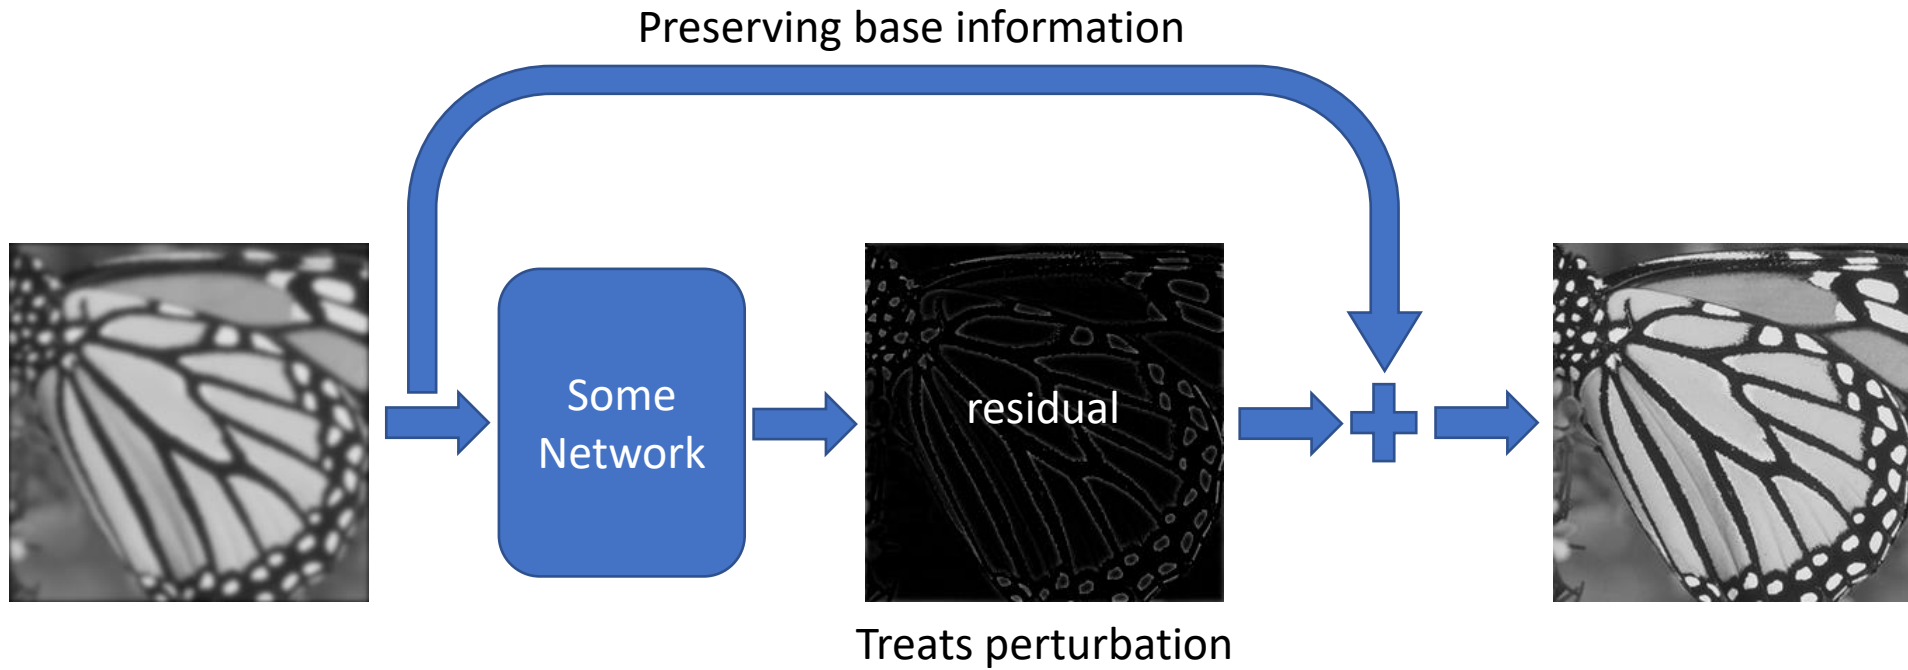 Preserving base information
Some
Network
residual
Treats perturbation